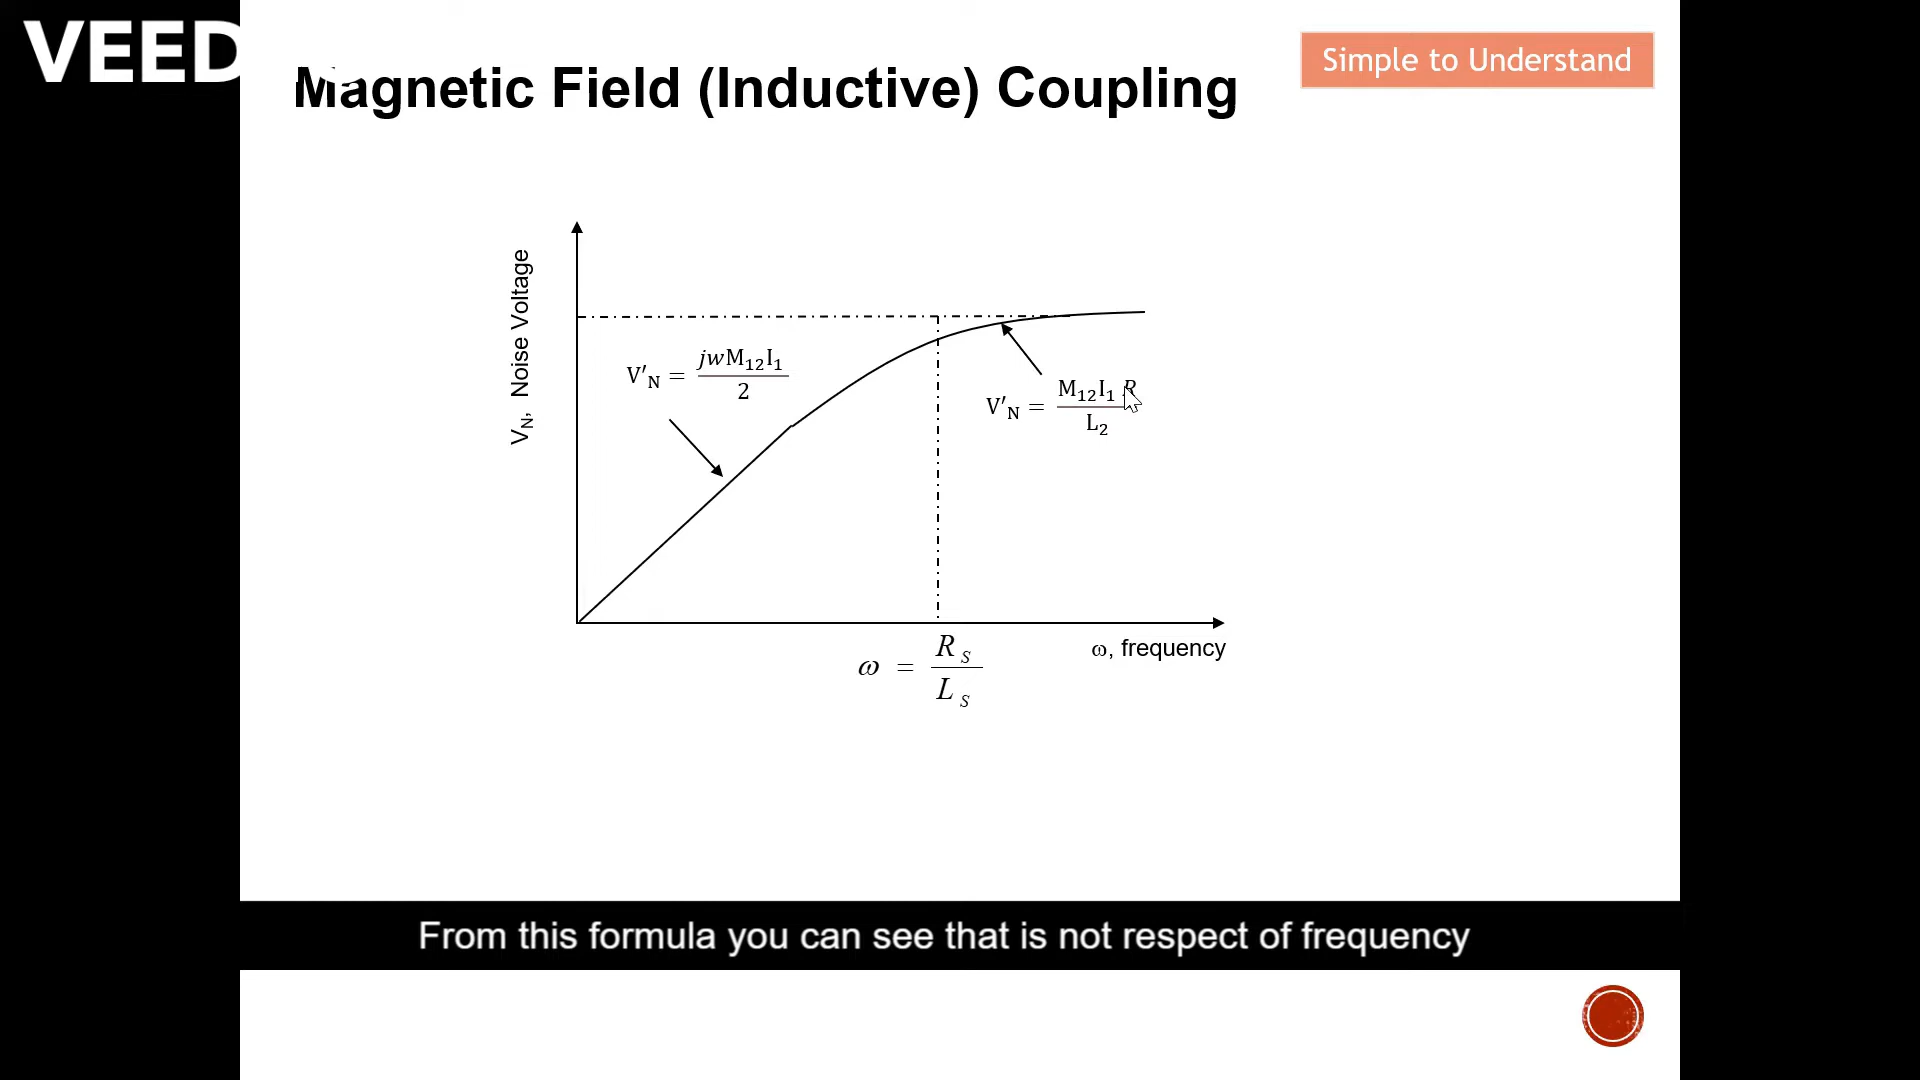 VEED
Magnetic Field (Inductive) Coupling
Simple to Understand
V_N, Noise Voltage
V′_N = jwM₁₂I₁ / 2
V′_N = M₁₂I₁ R / L₂
ω = R_S / L_S
ω, frequency
From this formula you can see that is not respect of frequency